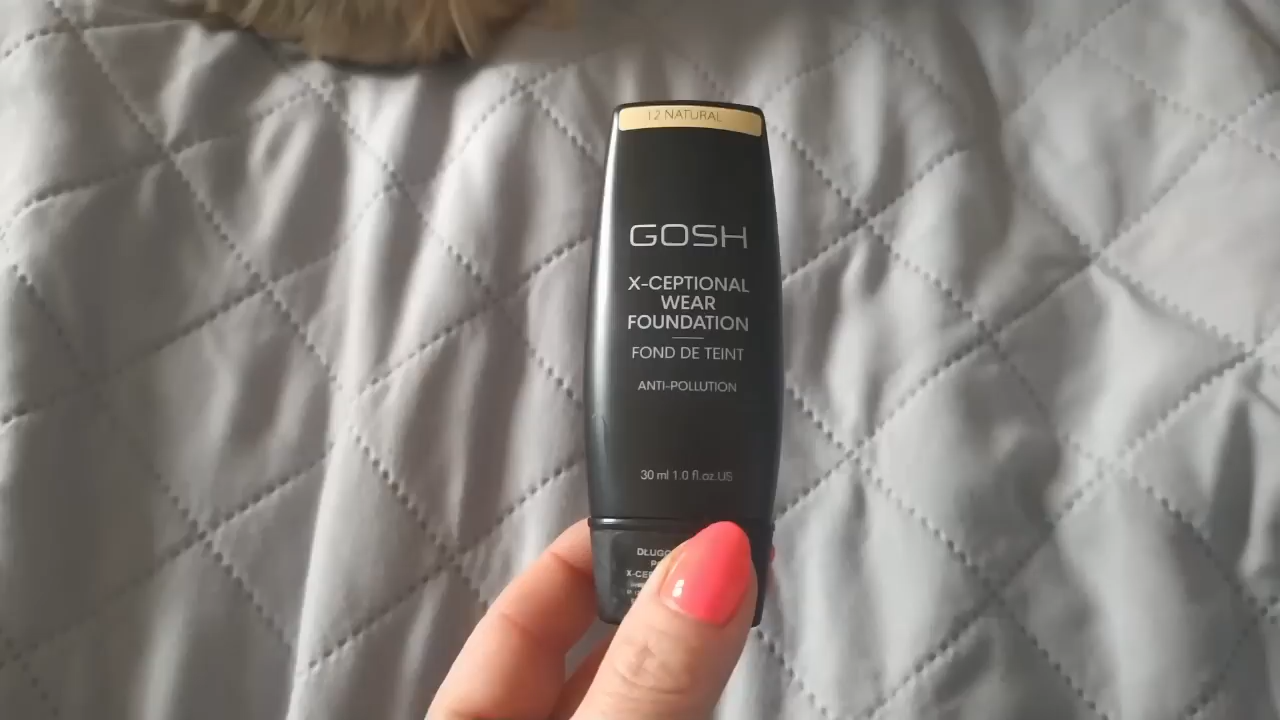 12 NATURAL
GOSH
X-CEPTIONAL
WEAR
FOUNDATION
FOND DE TEINT
ANTI-POLLUTION
30 ml 1.0 fl.oz.US